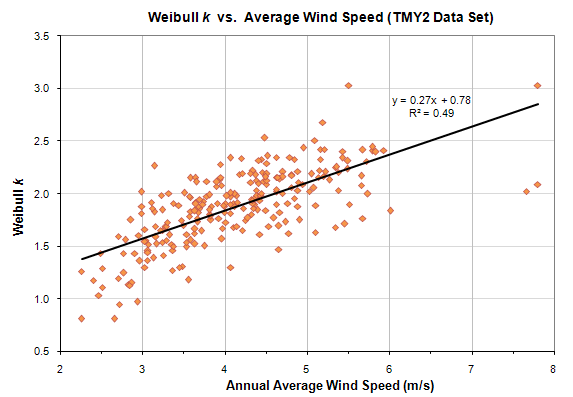 Weibull k vs. Average Wind Speed (TMY2 Data Set)
3.5
3.0
2.5
2.0
1.5
1.0
0.5
Weibull k
y = 0.27x + 0.78
R² = 0.49
2 3 4 5 6 7 8
Annual Average Wind Speed (m/s)